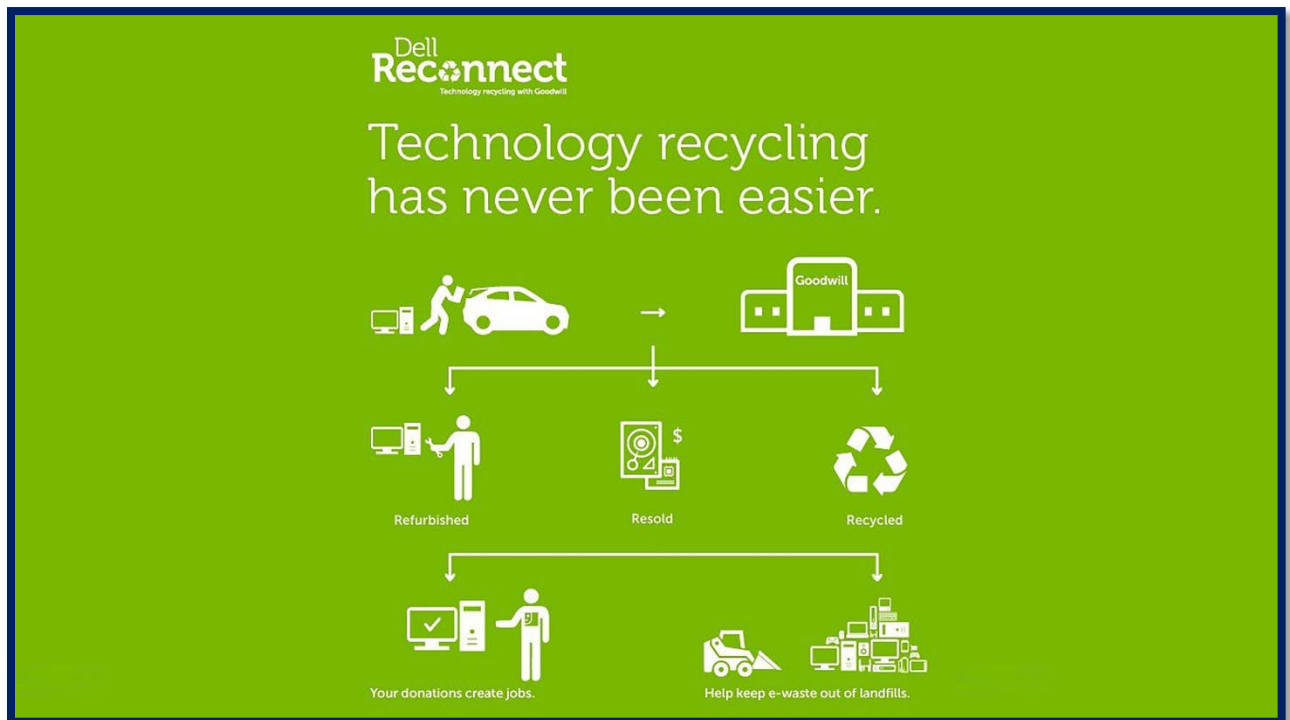 Dell
Reconnect
Technology recycling with Goodwill
Technology recycling
has never been easier.
Goodwill
$
Refurbished
Resold
Recycled
Your donations create jobs.
Help keep e-waste out of landfills.